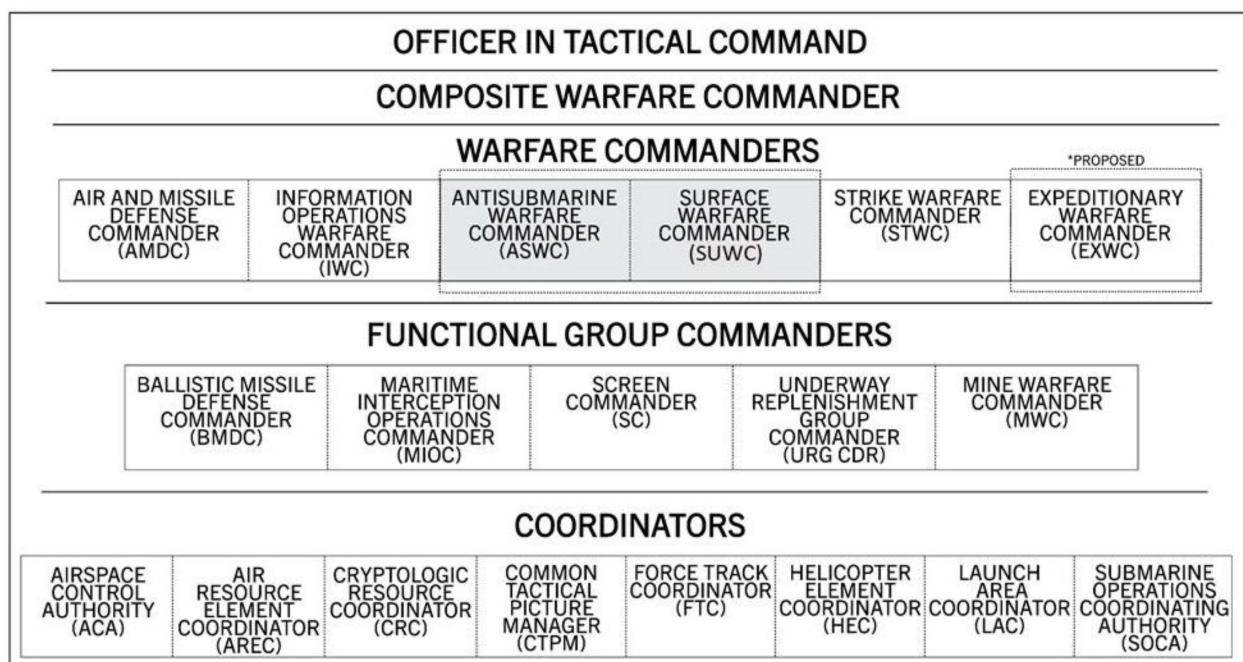 OFFICER IN TACTICAL COMMAND
COMPOSITE WARFARE COMMANDER
WARFARE COMMANDERS
*PROPOSED
AIR AND MISSILE
DEFENSE
COMMANDER
(AMDC)
INFORMATION
OPERATIONS
WARFARE
COMMANDER
(IWC)
ANTISUBMARINE
WARFARE
COMMANDER
(ASWC)
SURFACE
WARFARE
COMMANDER
(SUWC)
STRIKE WARFARE
COMMANDER
(STWC)
EXPEDITIONARY
WARFARE
COMMANDER
(EXWC)
FUNCTIONAL GROUP COMMANDERS
BALLISTIC MISSILE
DEFENSE
COMMANDER
(BMDC)
MARITIME
INTERCEPTION
OPERATIONS
COMMANDER
(MIOC)
SCREEN
COMMANDER
(SC)
UNDERWAY
REPLENISHMENT
GROUP
COMMANDER
(URG CDR)
MINE WARFARE
COMMANDER
(MWC)
COORDINATORS
AIRSPACE
CONTROL
AUTHORITY
(ACA)
AIR
RESOURCE
ELEMENT
COORDINATOR
(AREC)
CRYPTOLOGIC
RESOURCE
COORDINATOR
(CRC)
COMMON
TACTICAL
PICTURE
MANAGER
(CTPM)
FORCE TRACK
COORDINATOR
(FTC)
HELICOPTER
ELEMENT
COORDINATOR
(HEC)
LAUNCH
AREA
COORDINATOR
(LAC)
SUBMARINE
OPERATIONS
COORDINATING
AUTHORITY
(SOCA)